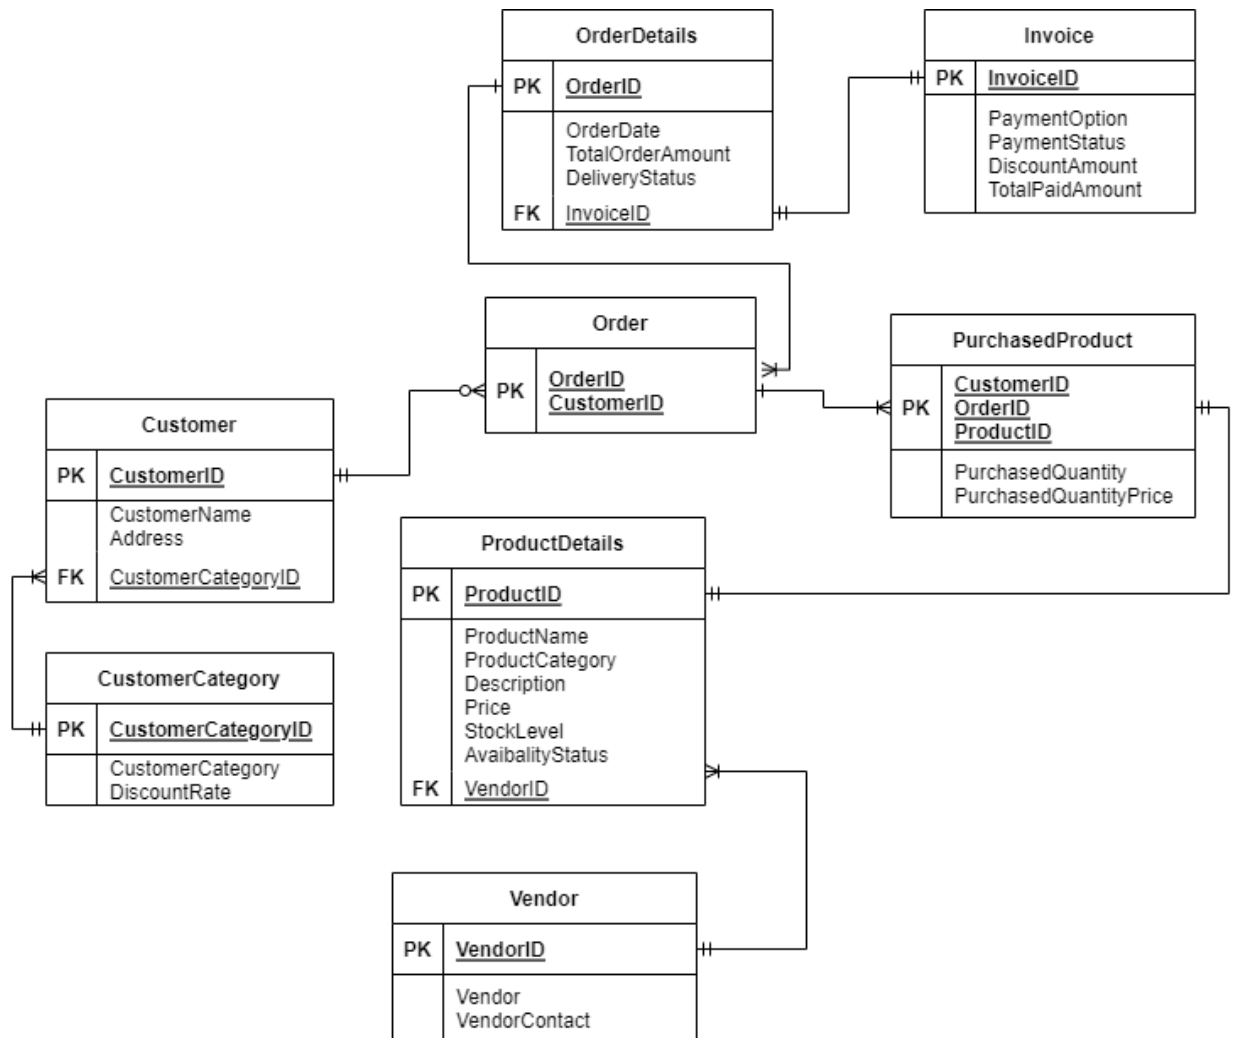 OrderDetails
PK OrderID
OrderDate
TotalOrderAmount
DeliveryStatus
FK InvoiceID
Invoice
PK InvoiceID
PaymentOption
PaymentStatus
DiscountAmount
TotalPaidAmount
Order
PK OrderID
CustomerID
PurchasedProduct
CustomerID
PK OrderID
ProductID
PurchasedQuantity
PurchasedQuantityPrice
Customer
PK CustomerID
CustomerName
Address
FK CustomerCategoryID
ProductDetails
PK ProductID
ProductName
ProductCategory
Description
Price
StockLevel
AvaibalityStatus
FK VendorID
CustomerCategory
PK CustomerCategoryID
CustomerCategory
DiscountRate
Vendor
PK VendorID
Vendor
VendorContact